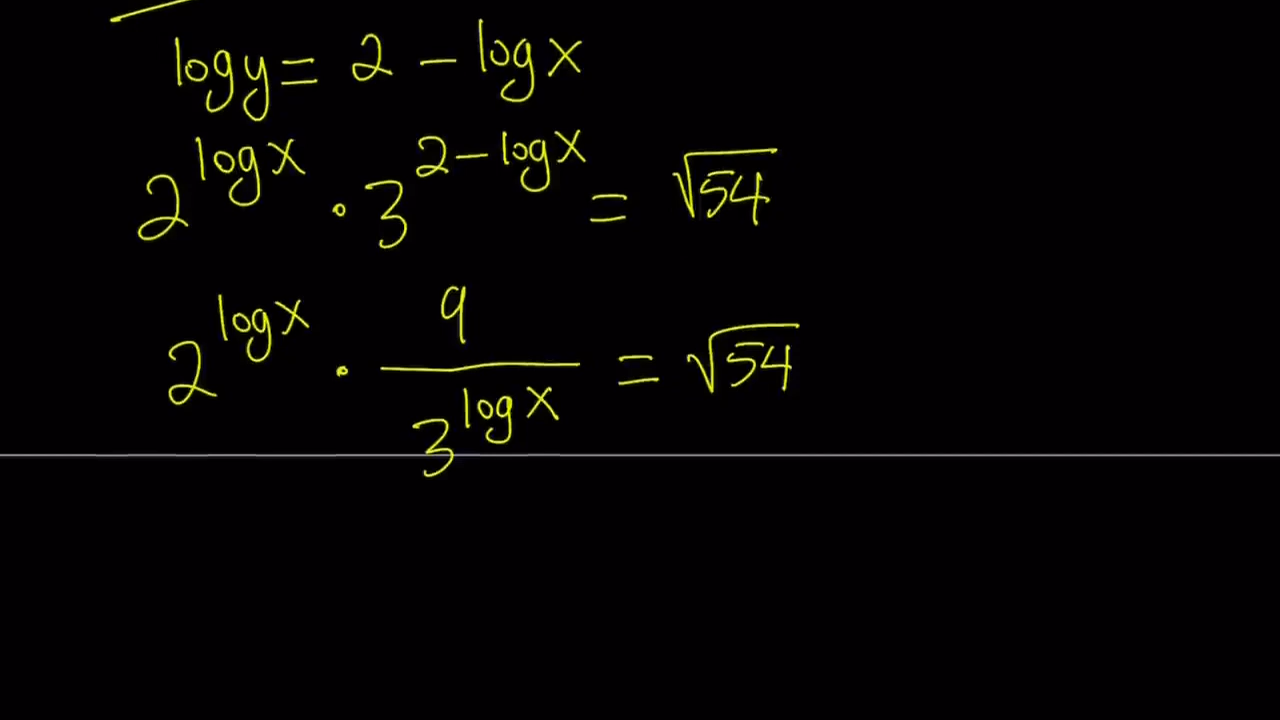 log y = 2 - log x
2^{log x} · 3^{2 - log x} = √54
2^{log x} · 9 / 3^{log x} = √54